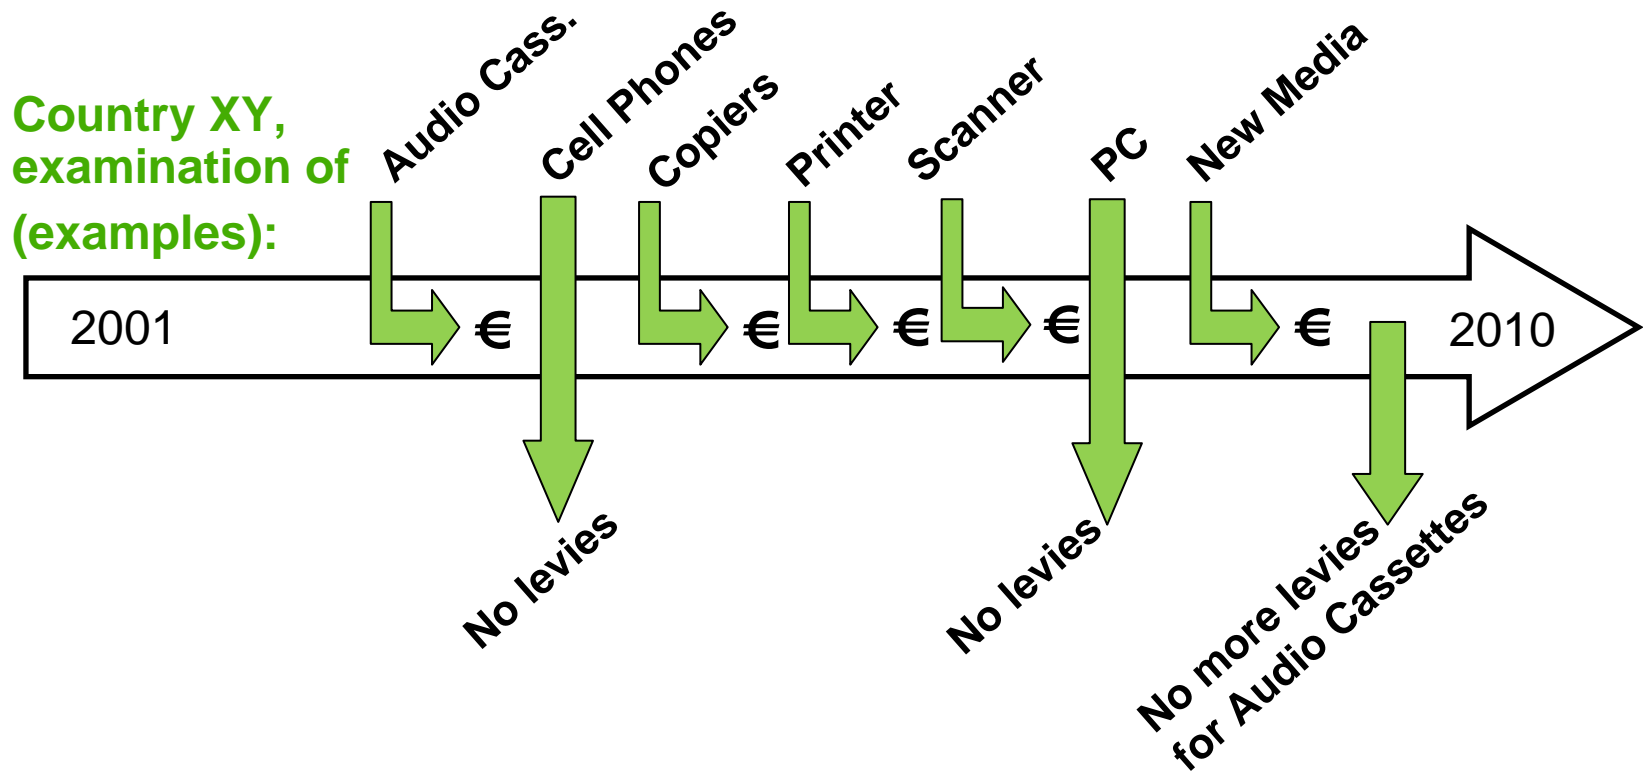 Country XY,
examination of
(examples):
Audio Cass.
Cell Phones
Copiers
Printer
Scanner
PC
New Media
2001
€
€
€
€
€
2010
No levies
No levies
No more levies
for Audio Cassettes